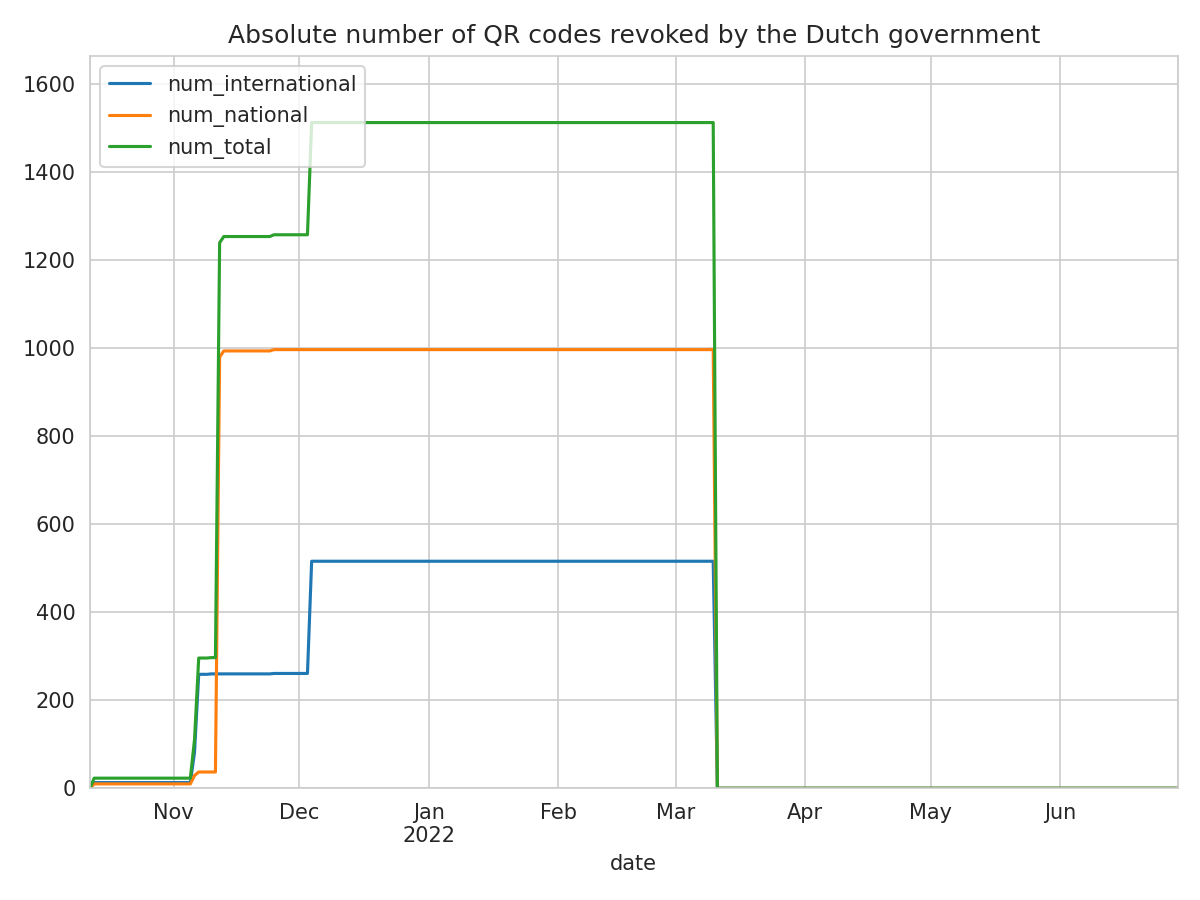 Absolute number of QR codes revoked by the Dutch government
num_international
num_national
num_total
1600
1400
1200
1000
800
600
400
200
0
Nov Dec Jan Feb Mar Apr May Jun
2022
date